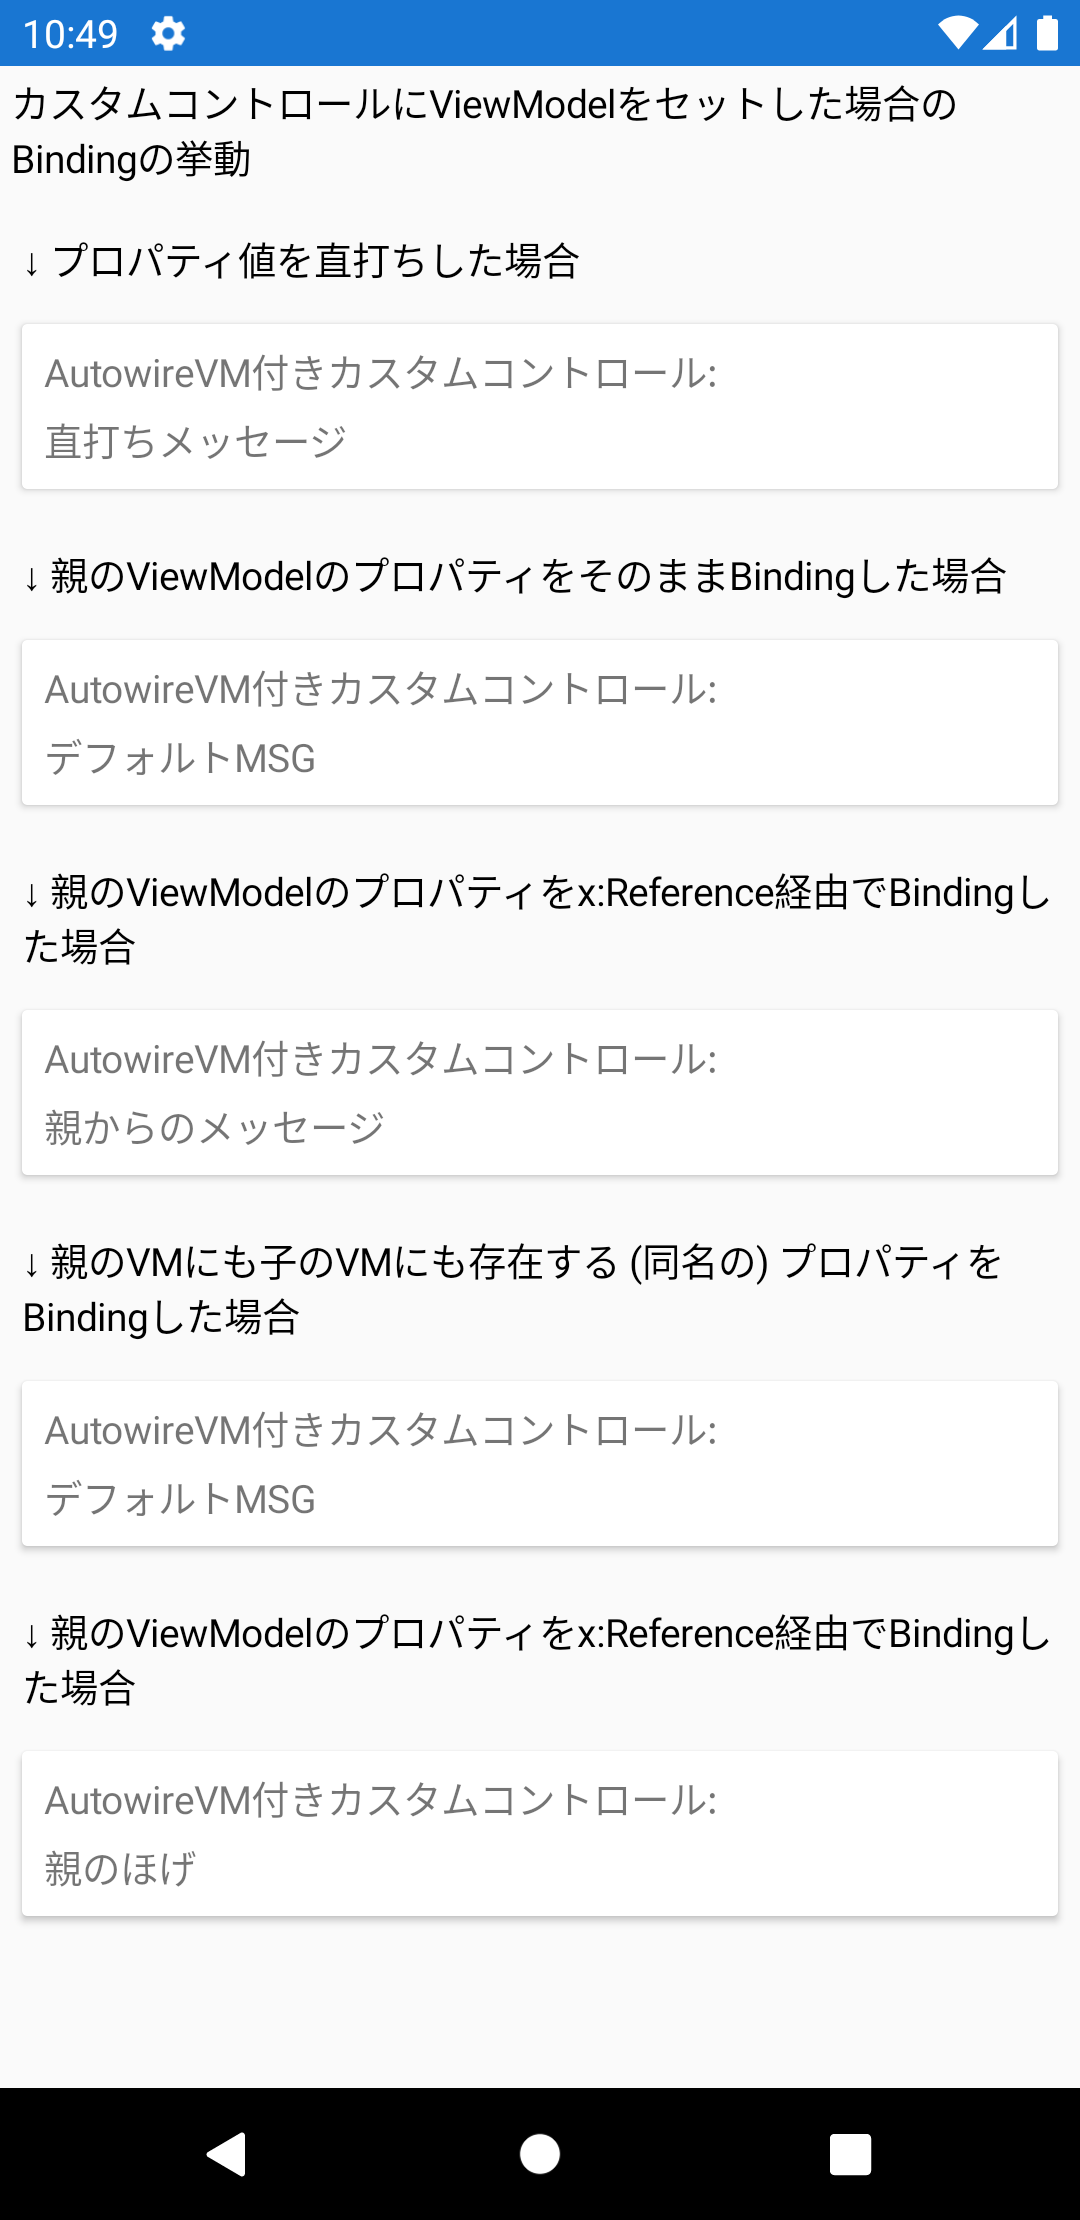 10:49
カスタムコントロールにViewModelをセットした場合の
Bindingの挙動
↓ プロパティ値を直打ちした場合
AutowireVM付きカスタムコントロール:
直打ちメッセージ
↓ 親のViewModelのプロパティをそのままBindingした場合
AutowireVM付きカスタムコントロール:
デフォルトMSG
↓ 親のViewModelのプロパティをx:Reference経由でBindingし
た場合
AutowireVM付きカスタムコントロール:
親からのメッセージ
↓ 親のVMにも子のVMにも存在する (同名の) プロパティを
Bindingした場合
AutowireVM付きカスタムコントロール:
デフォルトMSG
↓ 親のViewModelのプロパティをx:Reference経由でBindingし
た場合
AutowireVM付きカスタムコントロール:
親のほげ